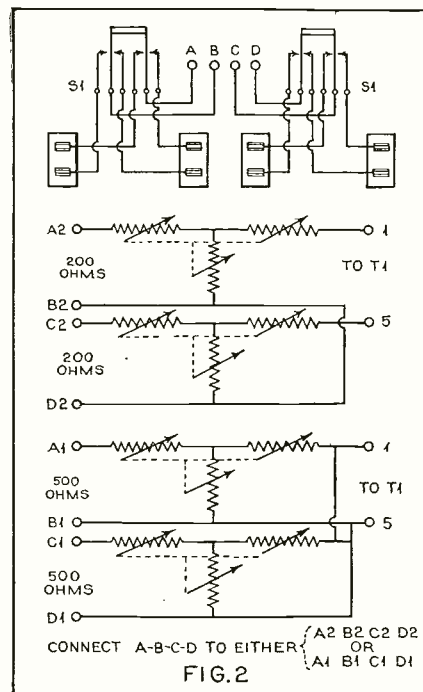 A B C D
S1 S1
A2 1
200 OHMS TO T1
B2
C2 5
200 OHMS
D2
A1 1
500 OHMS TO T1
B1 5
C1
500 OHMS
D1
CONNECT A-B-C-D TO EITHER { A2 B2 C2 D2
OR
A1 B1 C1 D1
FIG. 2